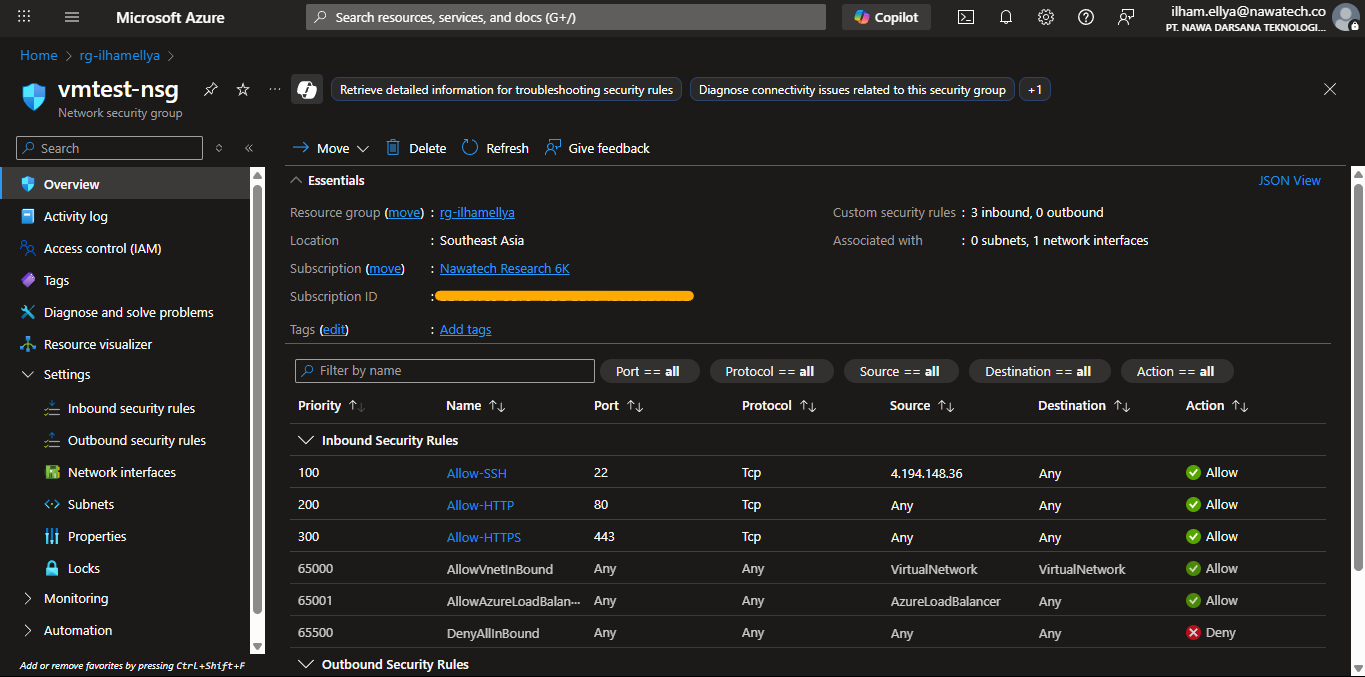 Microsoft Azure
Search resources, services, and docs (G+/)
Copilot
ilham.ellya@nawatech.co
PT. NAWA DARSANA TEKNOLOGI...
Home > rg-ilhamellya >
vmtest-nsg
Network security group
Retrieve detailed information for troubleshooting security rules
Diagnose connectivity issues related to this security group
+1
Search
Overview
Activity log
Access control (IAM)
Tags
Diagnose and solve problems
Resource visualizer
Settings
Inbound security rules
Outbound security rules
Network interfaces
Subnets
Properties
Locks
Monitoring
Automation
Add or remove favorites by pressing Ctrl+Shift+F
Move
Delete
Refresh
Give feedback
Essentials
JSON View
Resource group (move) : rg-ilhamellya
Location : Southeast Asia
Subscription (move) : Nawatech Research 6K
Subscription ID :
Tags (edit) : Add tags
Custom security rules : 3 inbound, 0 outbound
Associated with : 0 subnets, 1 network interfaces
Filter by name
Port == all
Protocol == all
Source == all
Destination == all
Action == all
Priority ↑↓ Name ↑↓ Port ↑↓ Protocol ↑↓ Source ↑↓ Destination ↑↓ Action ↑↓
Inbound Security Rules
100 Allow-SSH 22 Tcp 4.194.148.36 Any Allow
200 Allow-HTTP 80 Tcp Any Any Allow
300 Allow-HTTPS 443 Tcp Any Any Allow
65000 AllowVnetInBound Any Any VirtualNetwork VirtualNetwork Allow
65001 AllowAzureLoadBalan... Any Any AzureLoadBalancer Any Allow
65500 DenyAllInBound Any Any Any Any Deny
Outbound Security Rules